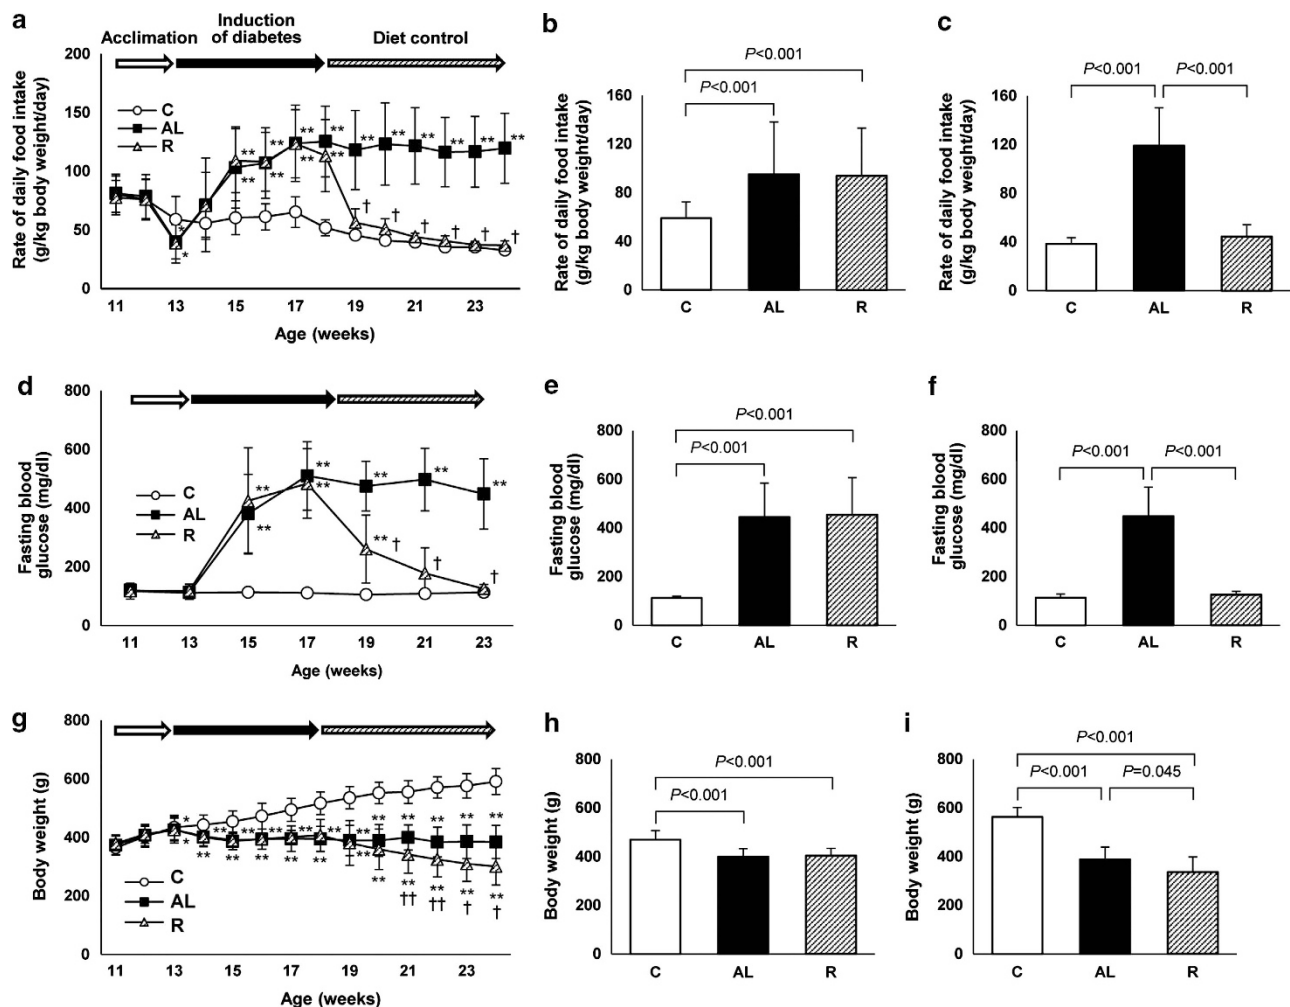 a
Acclimation
Induction
of diabetes
Diet control
Rate of daily food intake
(g/kg body weight/day)
200
150
100
50
0
C
AL
R
** ** ** ** ** ** ** ** ** **
** ** ** **
* *
† † † † † †
11 13 15 17 19 21 23
Age (weeks)
b
P<0.001
P<0.001
Rate of daily food intake
(g/kg body weight/day)
160
120
80
40
0
C AL R
c
P<0.001 P<0.001
Rate of daily food intake
(g/kg body weight/day)
160
120
80
40
0
C AL R
d
Fasting blood
glucose (mg/dl)
800
600
400
200
0
C
AL
R
** ** ** ** **
** ** ** † † †
11 13 15 17 19 21 23
Age (weeks)
e
P<0.001
P<0.001
Fasting blood
glucose (mg/dl)
800
600
400
200
0
C AL R
f
P<0.001 P<0.001
Fasting blood
glucose (mg/dl)
800
600
400
200
0
C AL R
g
Body weight (g)
800
600
400
200
0
C
AL
R
* ** ** ** ** ** ** ** ** ** ** **
* ** ** ** ** ** ** ** ** ** ** **
†† †† † †
11 13 15 17 19 21 23
Age (weeks)
h
P<0.001
P<0.001
Body weight (g)
800
600
400
200
0
C AL R
i
P<0.001
P<0.001 P=0.045
Body weight (g)
800
600
400
200
0
C AL R